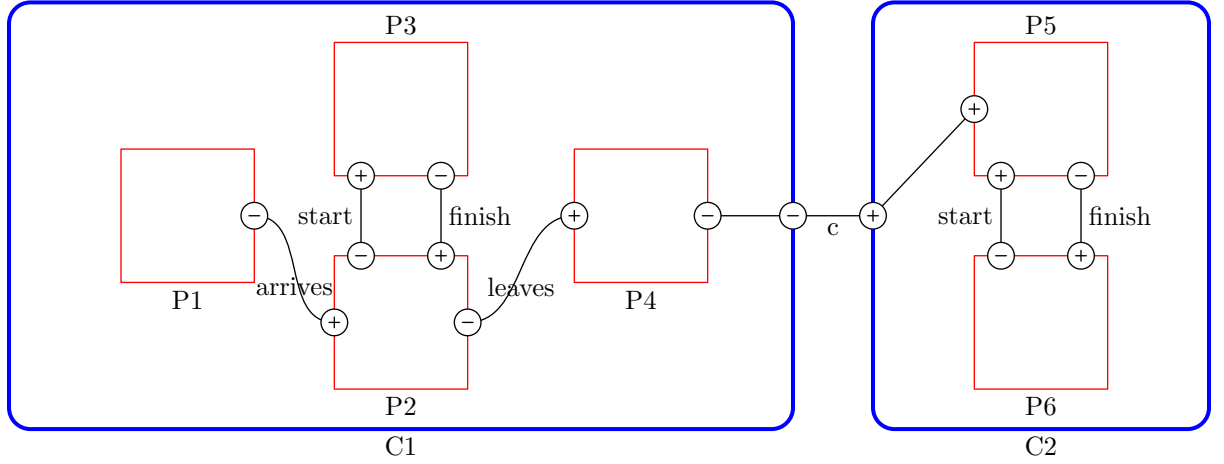 P3
P5
+
+
−
+
−
start
finish
start
finish
−
+
−
−
+
c
−
+
−
+
arrives
leaves
P1
P4
+
−
P2
P6
C1
C2